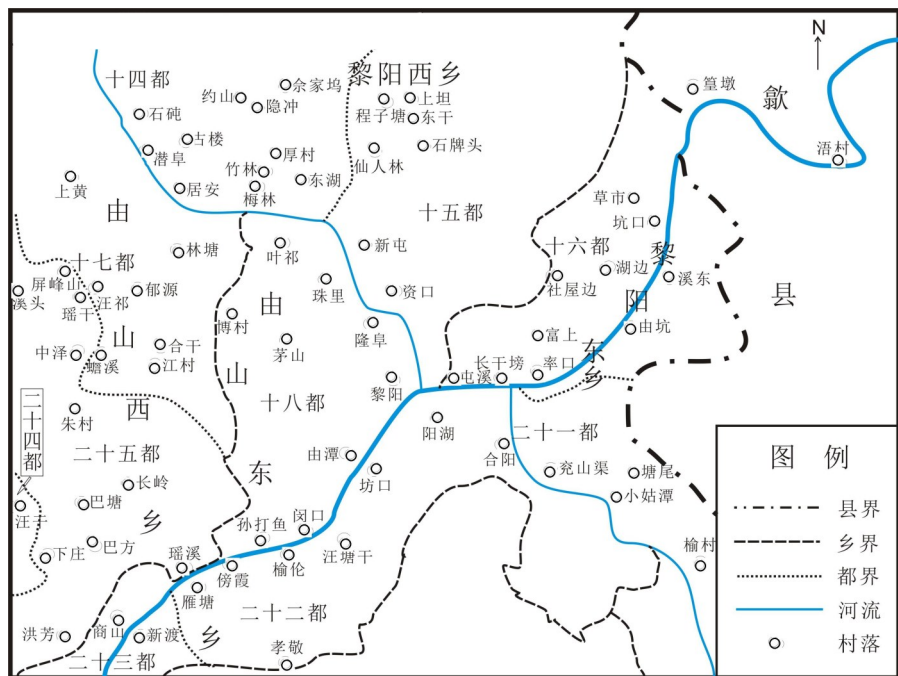 N
十四都
佘家坞
黎阳西乡
篁墩
歙
约山
隐冲
程子塘
上坦
东干
石砘
古楼
潜阜
厚村
仙人林
石牌头
浯村
竹林
东湖
上黄
居安
梅林
草市
坑口
由
十五都
十六都
林塘
叶祁
新屯
黎
湖边
溪东
社屋边
十七都
屏峰山
溪头
瑶干
汪祁
郁源
珠里
资口
由
阳
县
博村
隆阜
由坑
山
山
茅山
富上
中泽
蟾溪
合干
江村
东
率口
长干塝
屯溪
乡
黎阳
十八都
二十四都
朱村
西
阳湖
二十一都
合阳
二十五都
由潭
坊口
兖山渠
塘尾
小姑潭
长岭
巴塘
东
汪干
乡
闵口
孙打鱼
汪塘干
榆村
下庄
巴方
瑶溪
傍霞
榆伦
雁塘
二十二都
洪芳
商山
新渡
乡
二十三都
孝敬
图 例
县界
乡界
都界
河流
村落